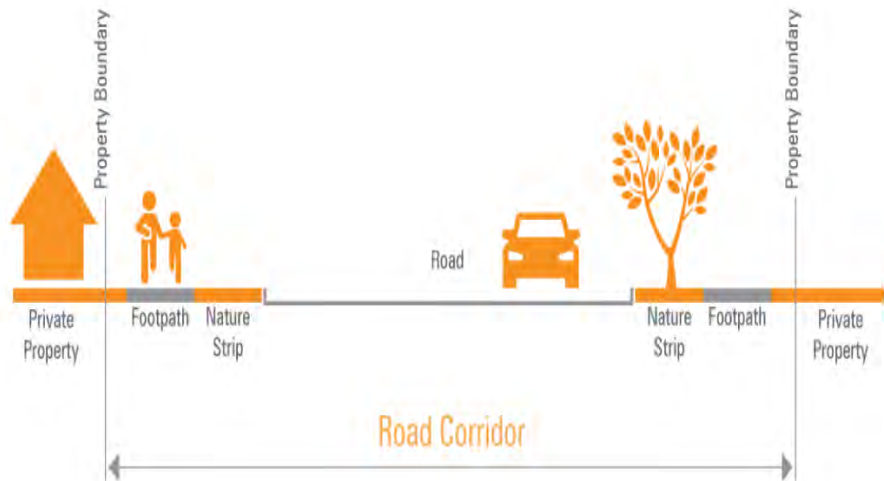 Property Boundary
Property Boundary
Road
Private
Property
Footpath
Nature
Strip
Nature
Strip
Footpath
Private
Property
Road Corridor